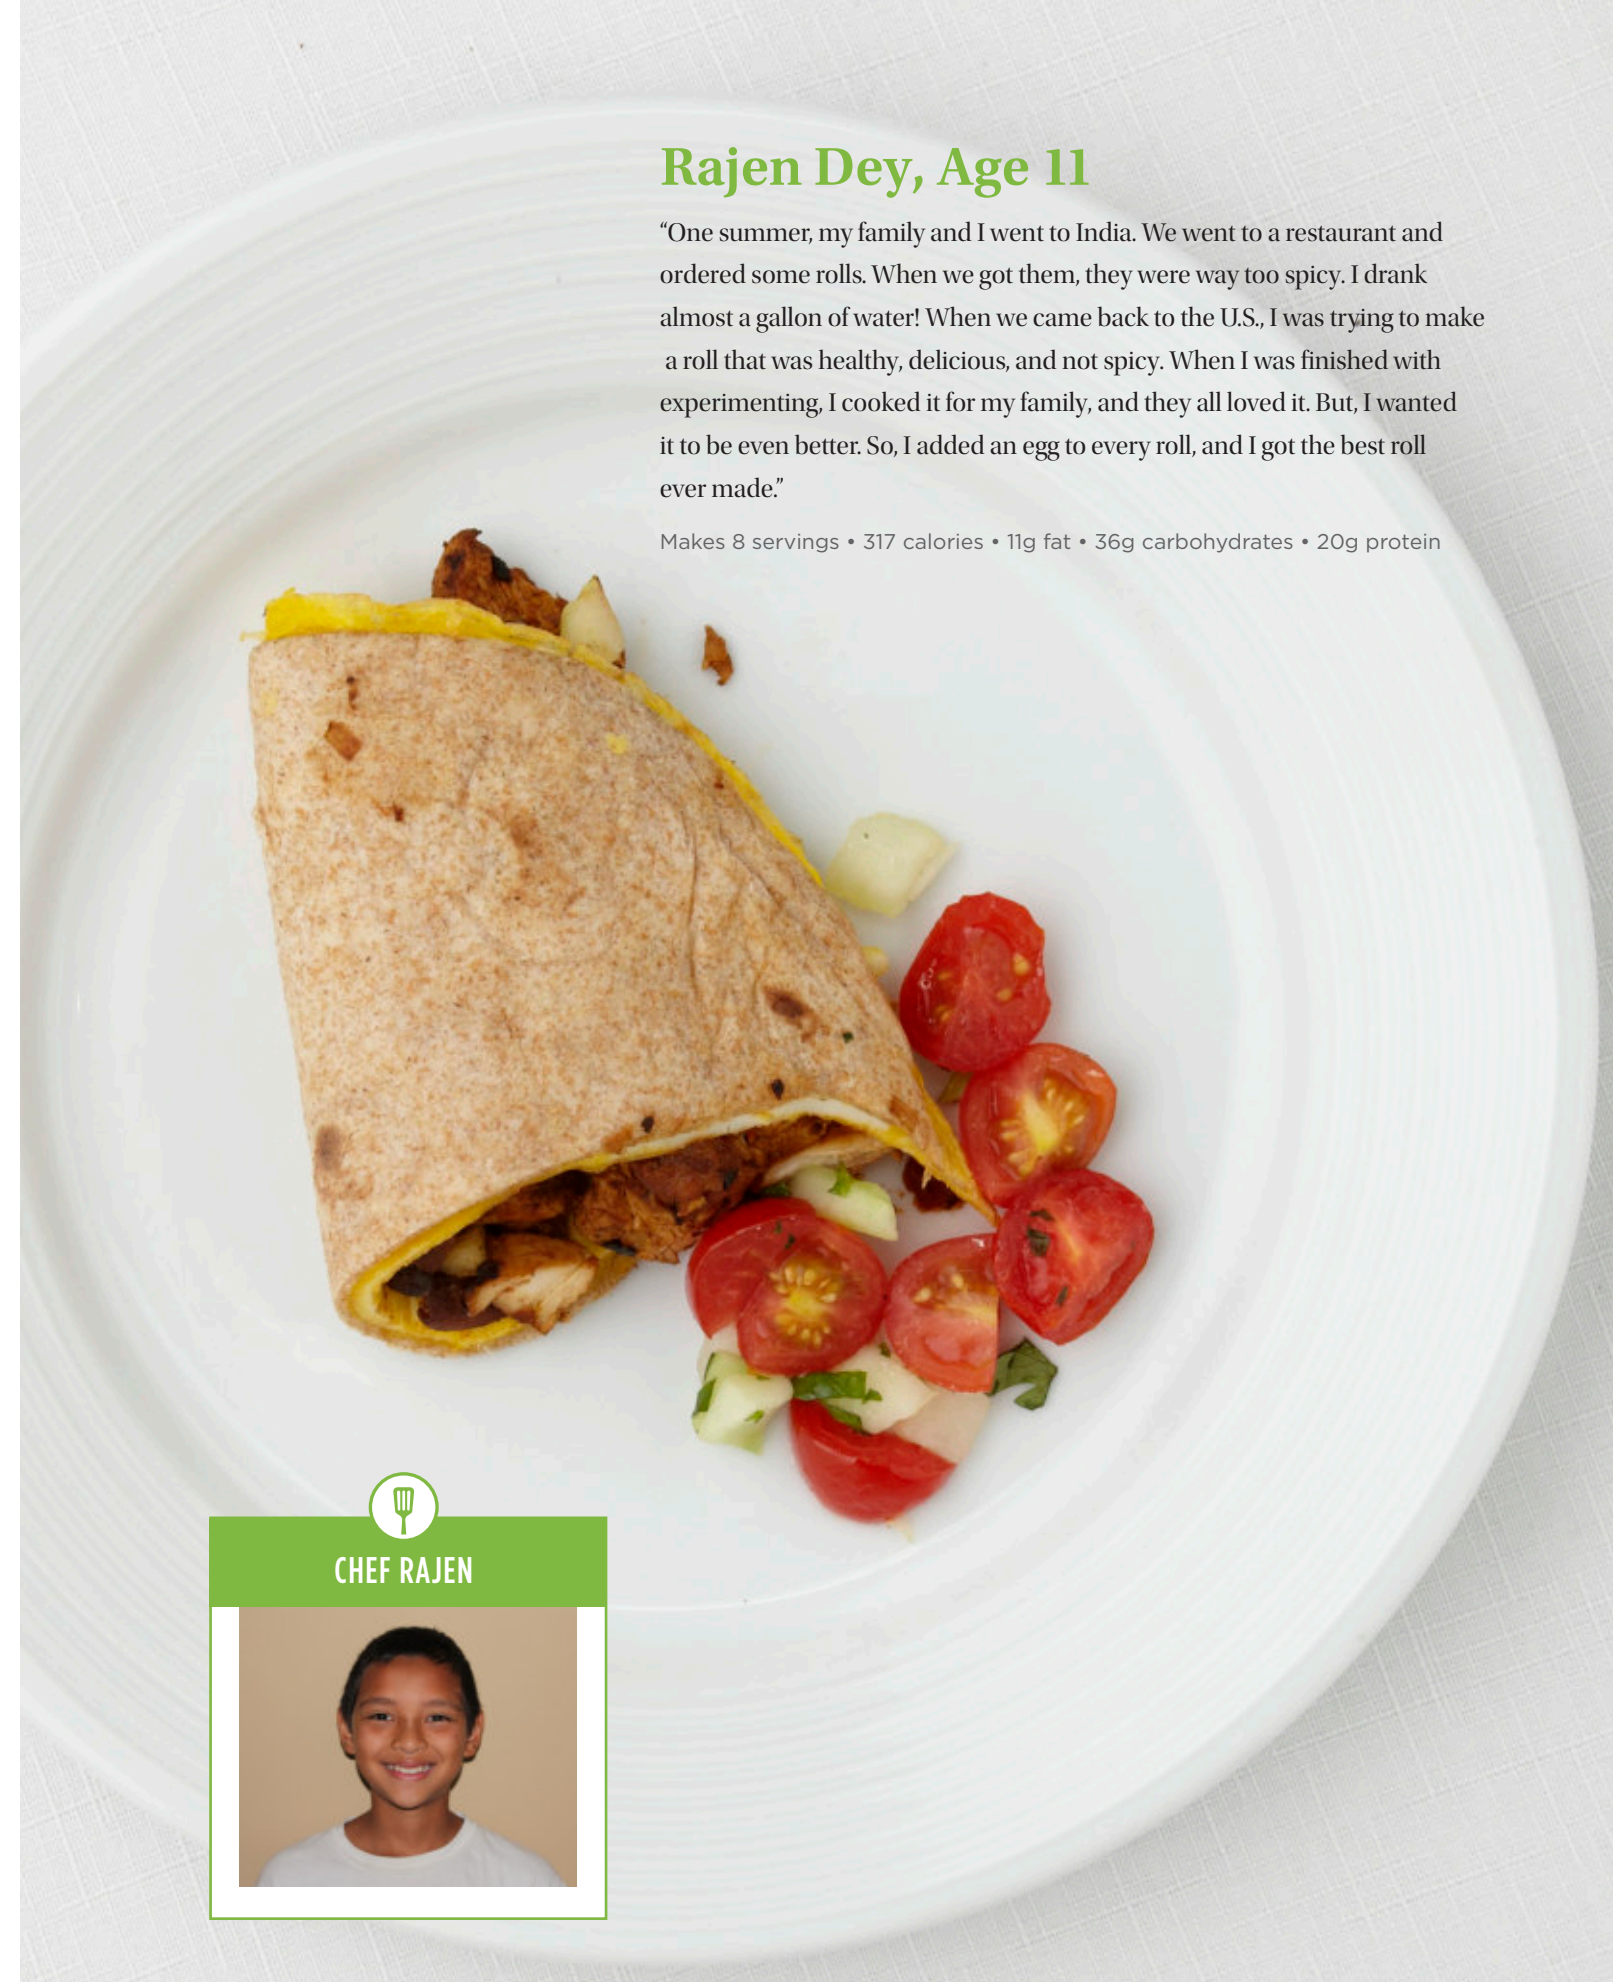 Rajen Dey, Age 11
“One summer, my family and I went to India. We went to a restaurant and
ordered some rolls. When we got them, they were way too spicy. I drank
almost a gallon of water! When we came back to the U.S., I was trying to make
a roll that was healthy, delicious, and not spicy. When I was finished with
experimenting, I cooked it for my family, and they all loved it. But, I wanted
it to be even better. So, I added an egg to every roll, and I got the best roll
ever made.”
Makes 8 servings • 317 calories • 11g fat • 36g carbohydrates • 20g protein
CHEF RAJEN